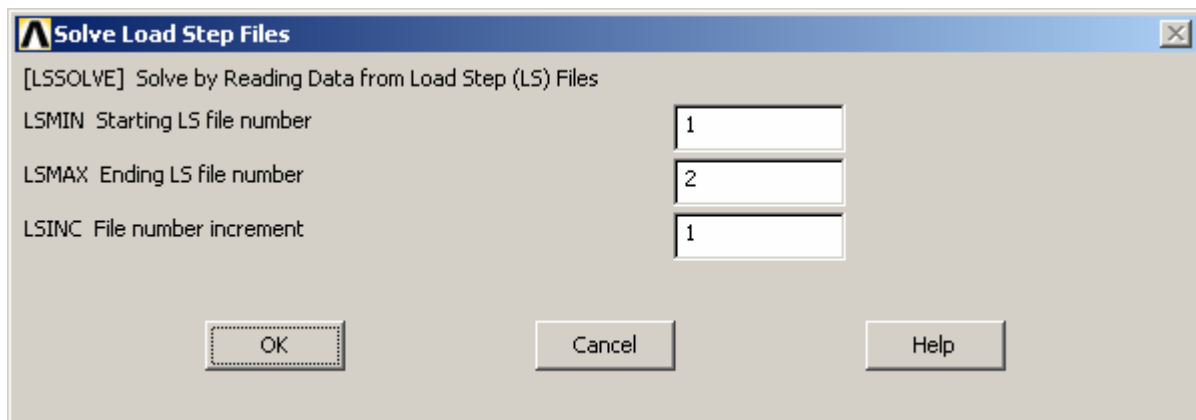 Solve Load Step Files
[LSSOLVE] Solve by Reading Data from Load Step (LS) Files
LSMIN Starting LS file number 1
LSMAX Ending LS file number 2
LSINC File number increment 1
OK Cancel Help